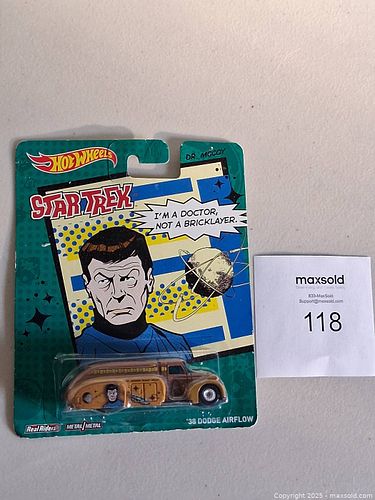 Hot Wheels
DR. MCCOY
STAR TREK
I'M A DOCTOR,
NOT A BRICKLAYER.
maxsold
833-MaxSold
Support@maxsold.com
118
Real Riders
METAL/METAL
'38 DODGE AIRFLOW
Copyright © 2025 - maxsold.com